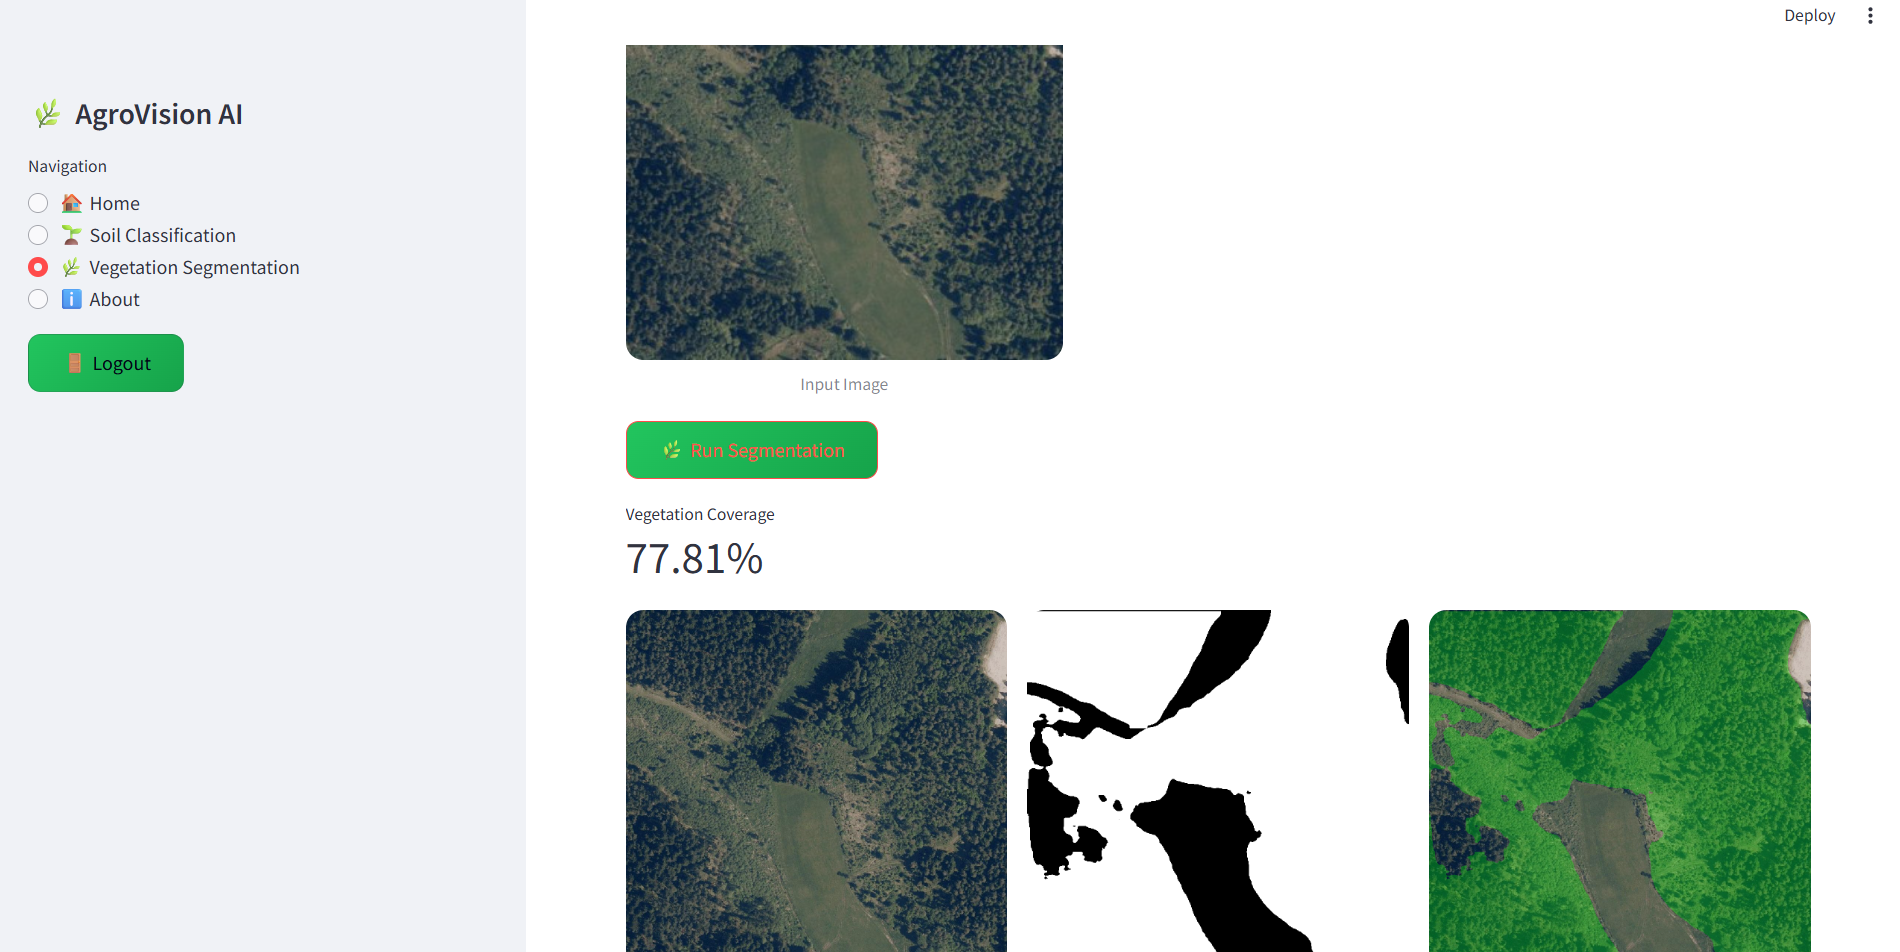 Deploy
AgroVision AI
Navigation
Home
Soil Classification
Vegetation Segmentation
About
Logout
Input Image
Run Segmentation
Vegetation Coverage
77.81%